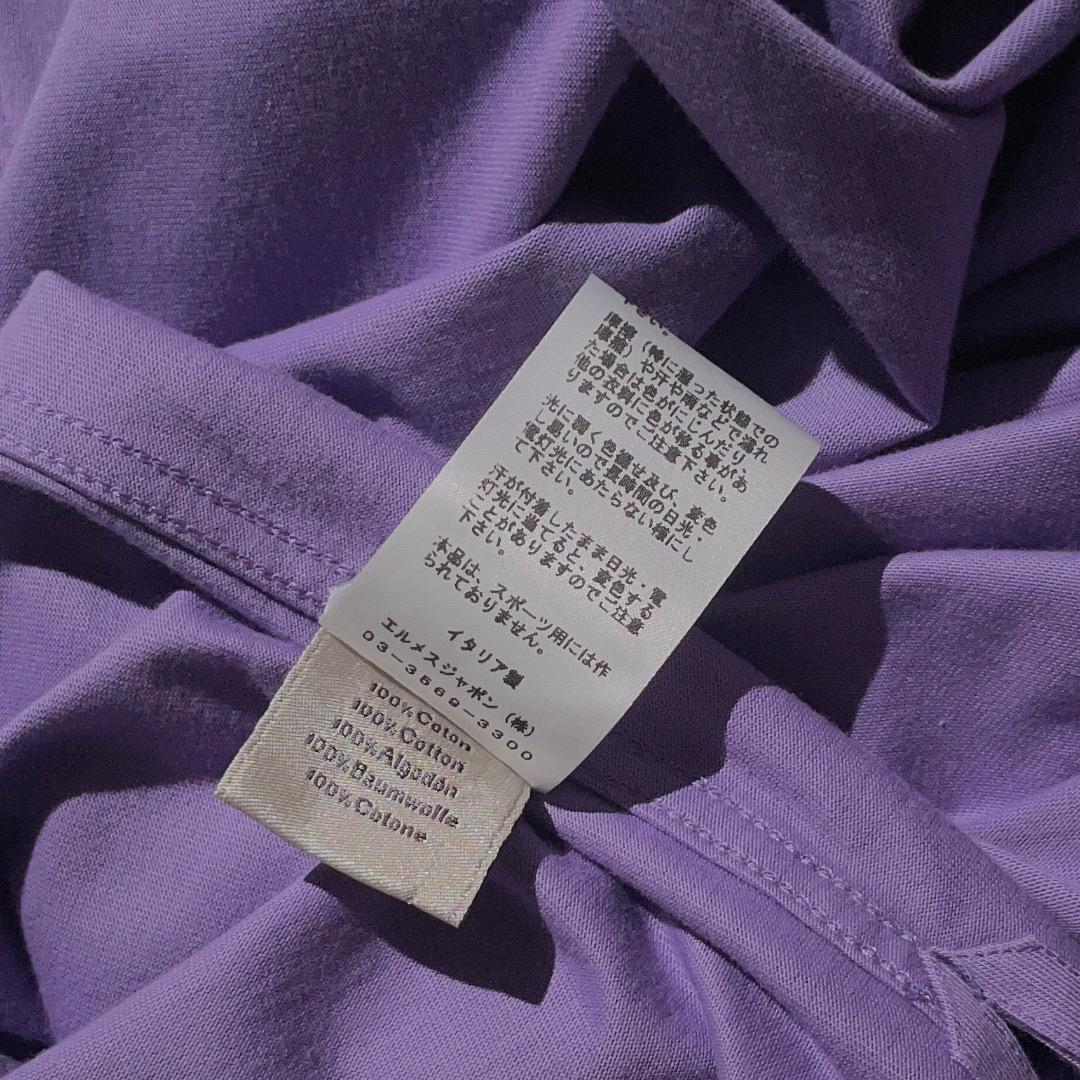 下さい。
摩擦（特に湿った状態での
摩擦）や汗や雨などで濡れ
た場合は色がにじんだり、
他の衣料に色が移る事があ
りますのでご注意下さい。
光に弱く色褪せ及び、変色
し易いので長時間の日光・
電灯光にあたらない様にし
て下さい。
汗が付着したまま日光・電
灯光に当てると、変色する
ことがありますのでご注意
下さい。
本品は、スポーツ用には作
られておりません。
イタリア製
エルメスジャポン（株）
03-3569-3300
100% Coton
100% Cotton
100% Algodón
100% Baumwolle
100% Cotone